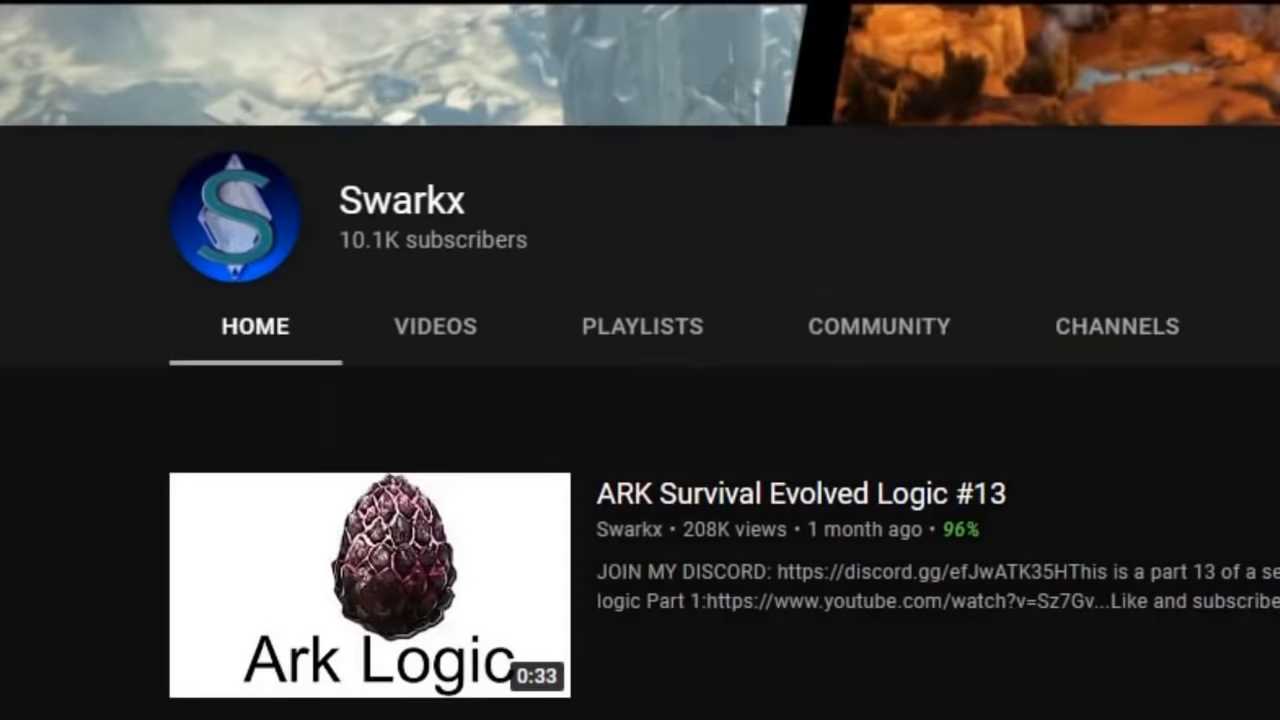 S
Swarkx
10.1K subscribers
HOME VIDEOS PLAYLISTS COMMUNITY CHANNELS
Ark Logic
0:33
ARK Survival Evolved Logic #13
Swarkx • 208K views • 1 month ago • 96%
JOIN MY DISCORD: https://discord.gg/efJwATK35HThis is a part 13 of a se
logic Part 1:https://www.youtube.com/watch?v=Sz7Gv...Like and subscribe